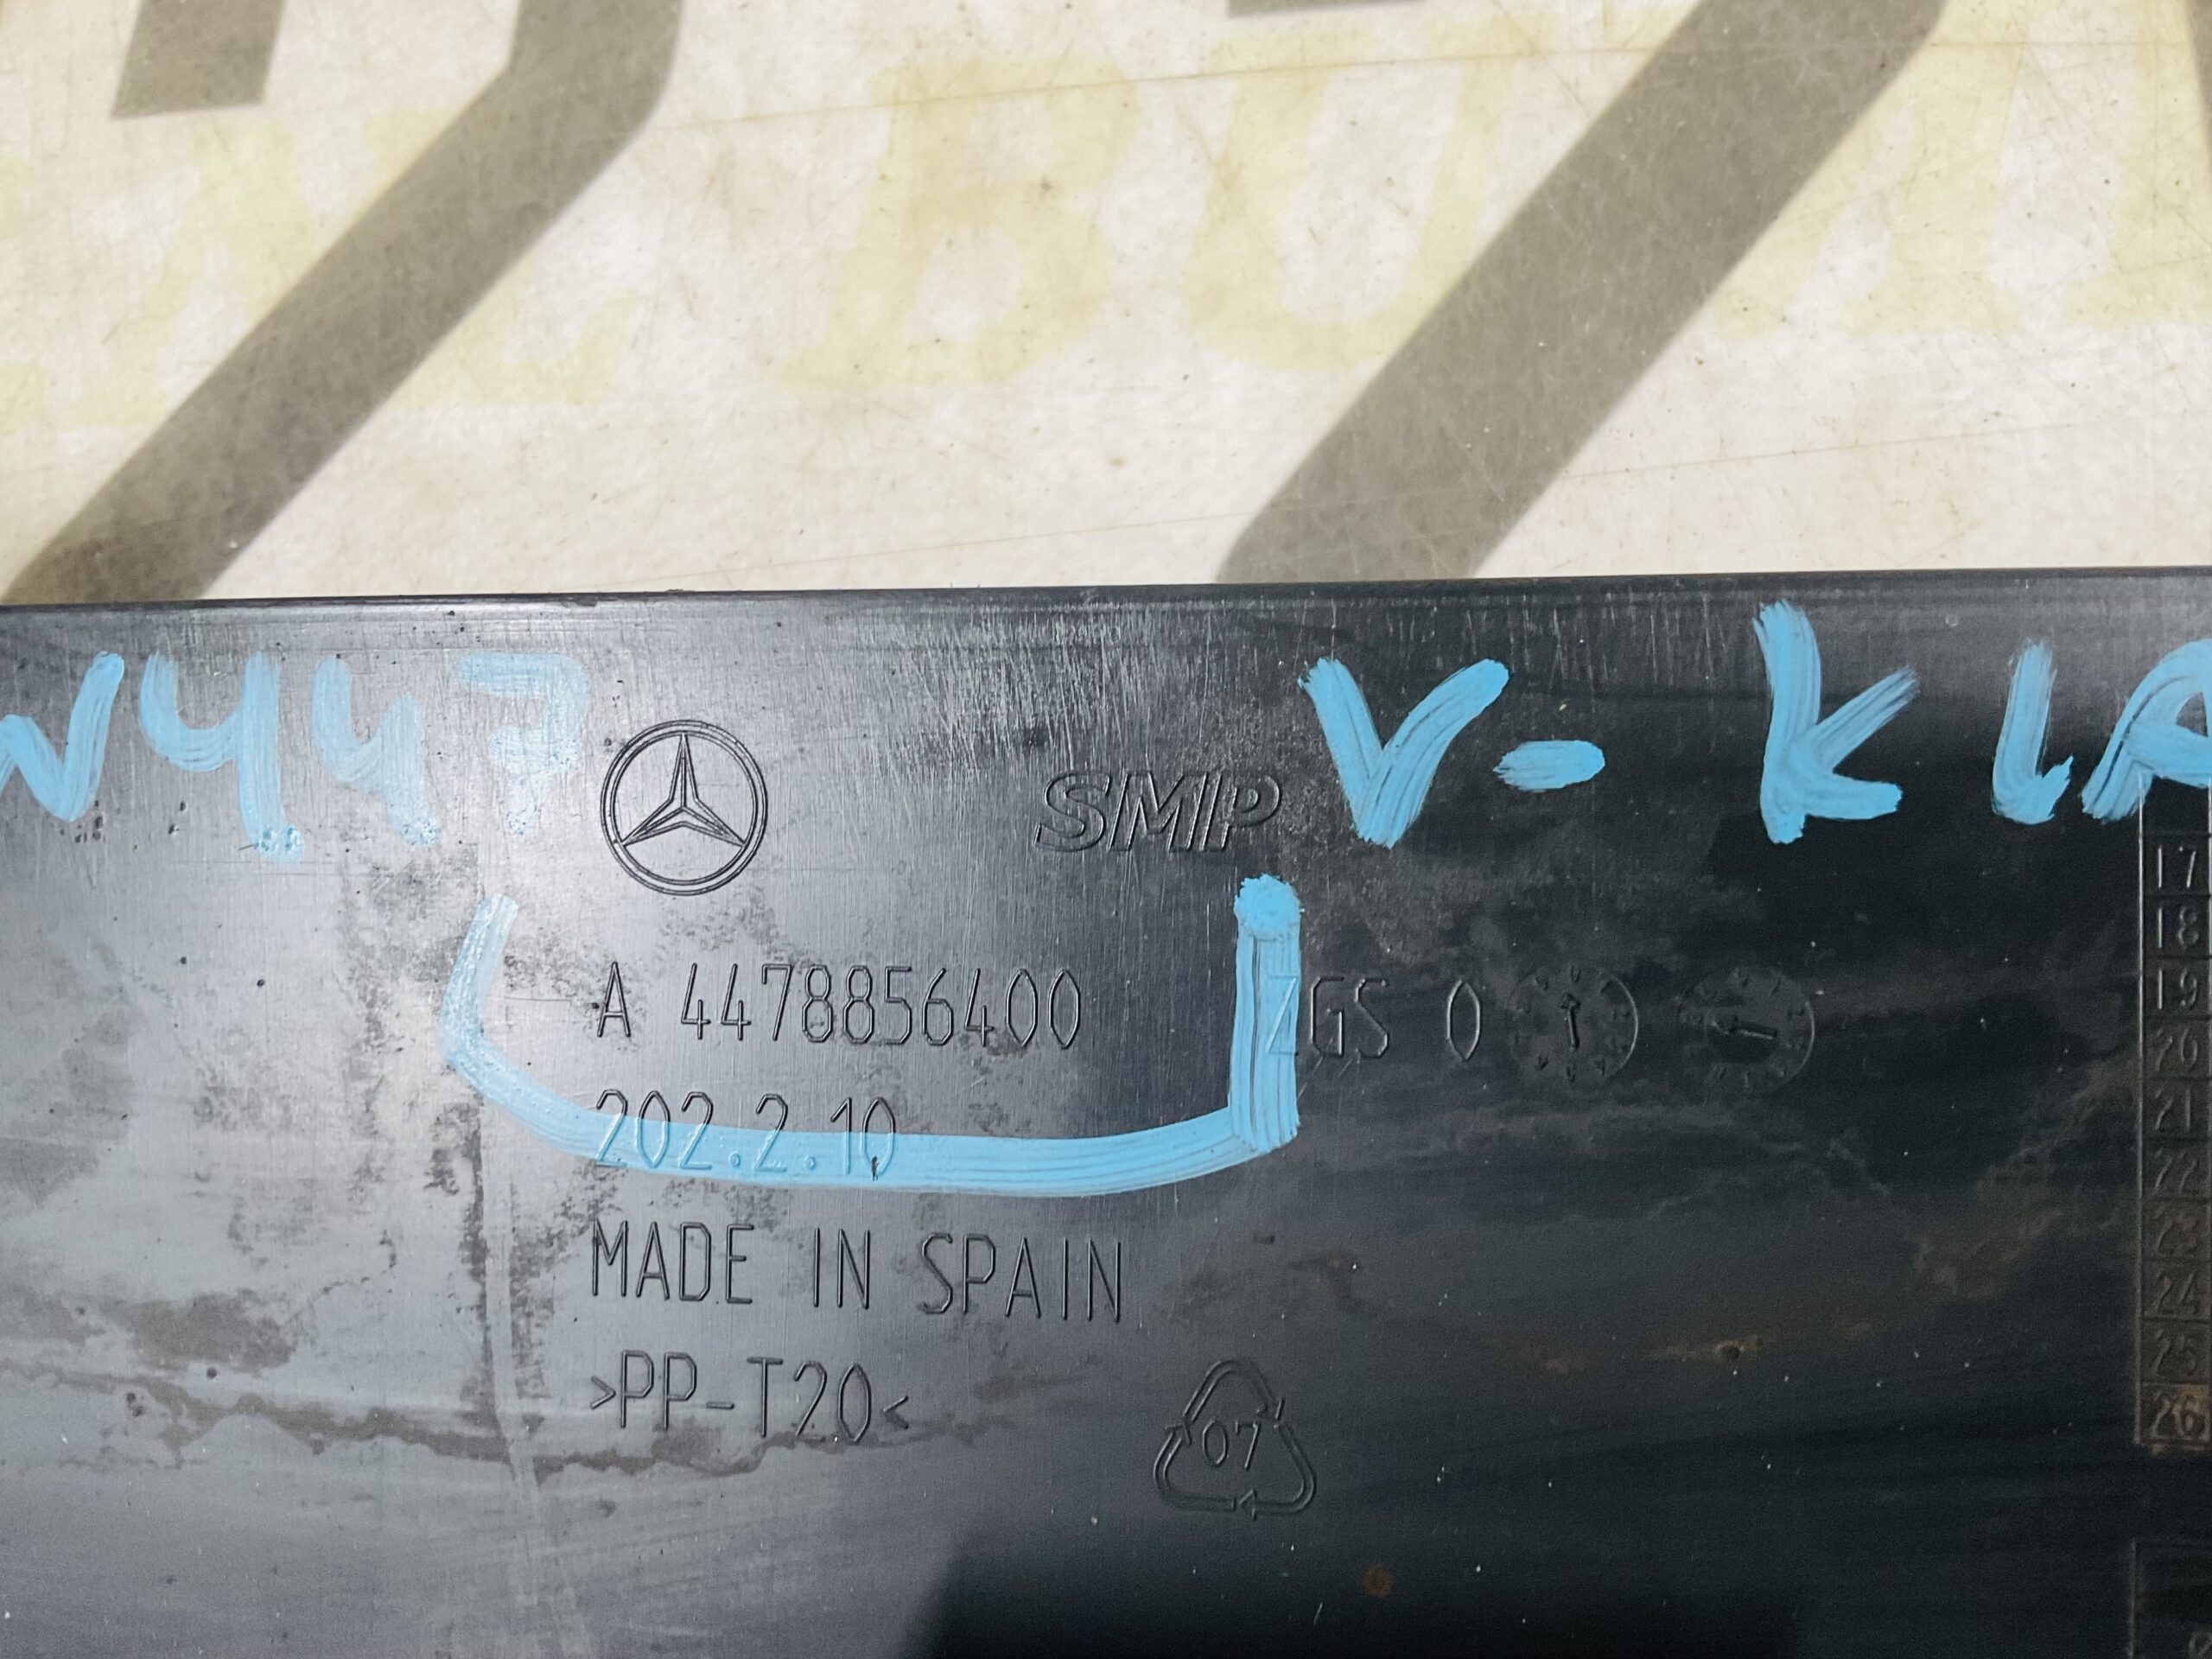 W447
V-KLA
SMP
A 4478856400 ZGS 0
202.2.10
MADE IN SPAIN
>PP-T20<
07
17
18
19
20
21
22
23
24
25
26